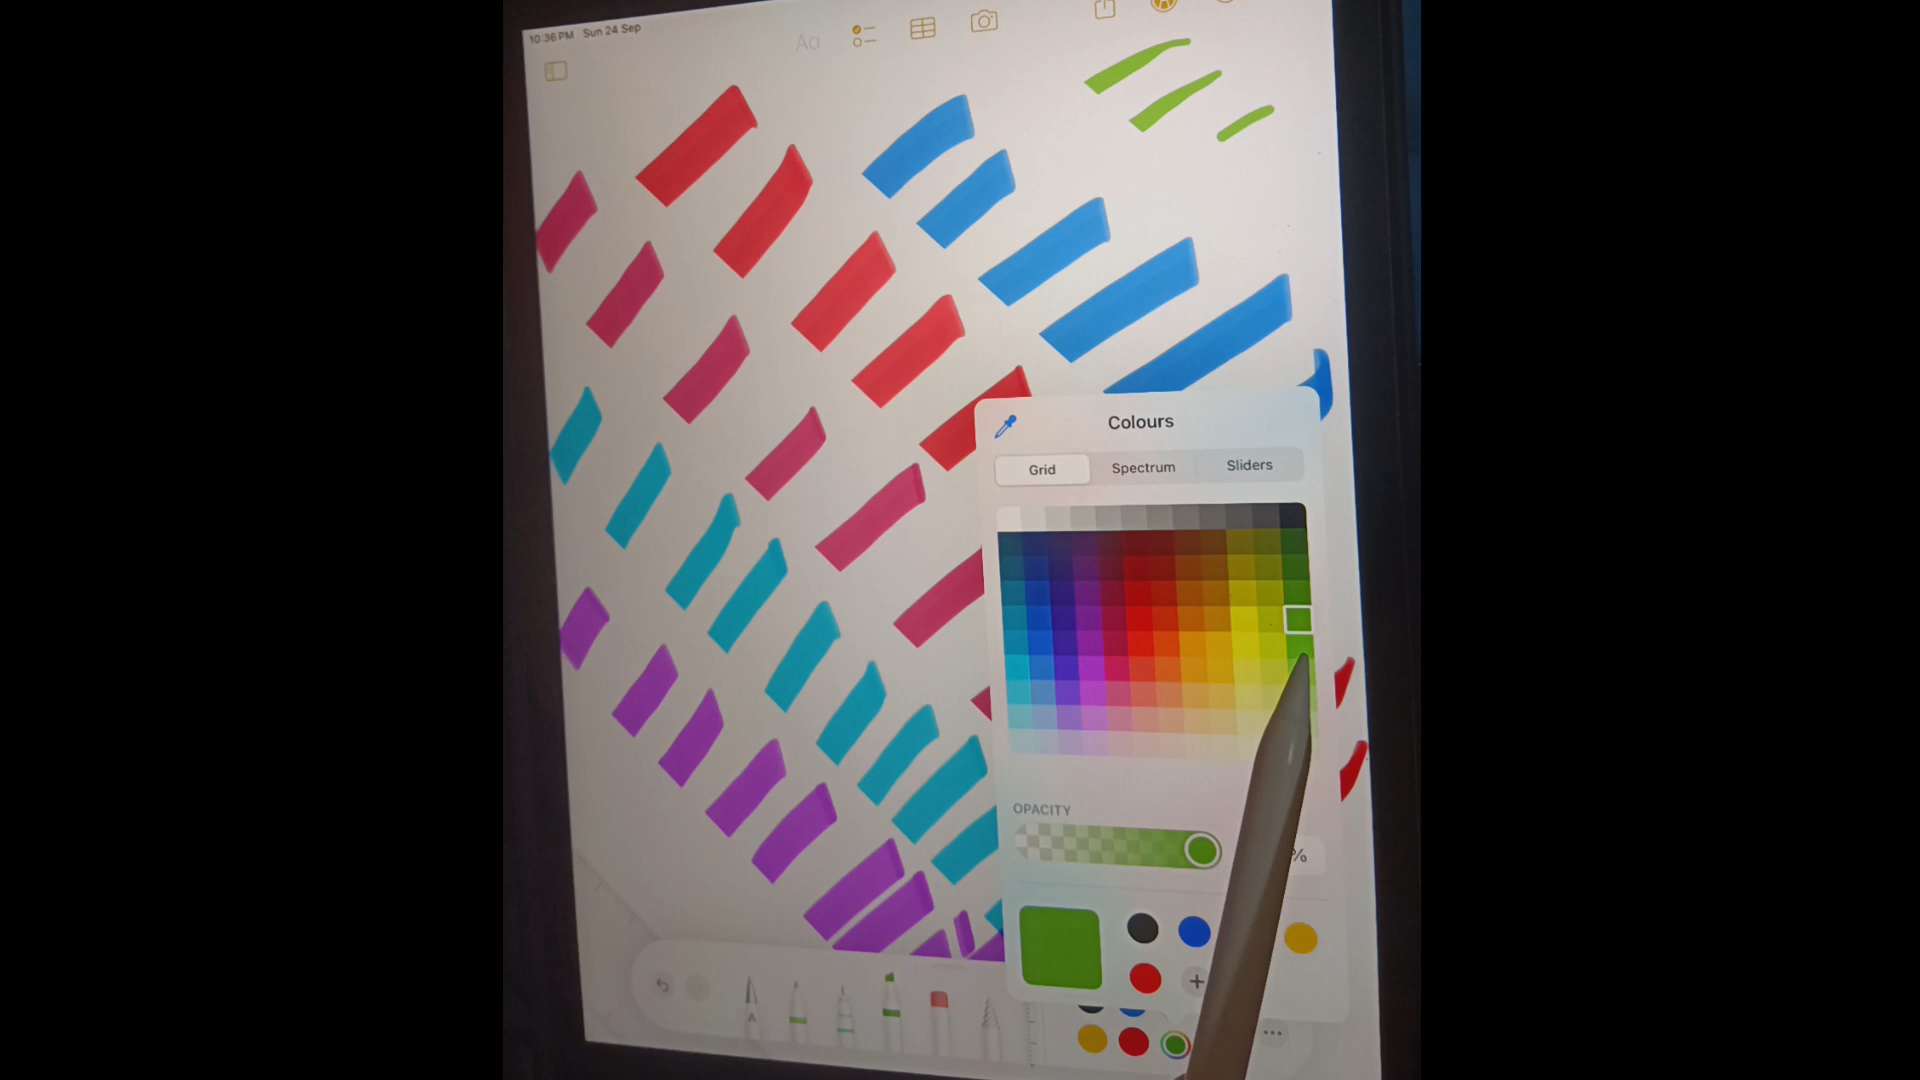 10:36 PM Sun 24 Sep
Aa
Colours
Grid Spectrum Sliders
OPACITY
%
A